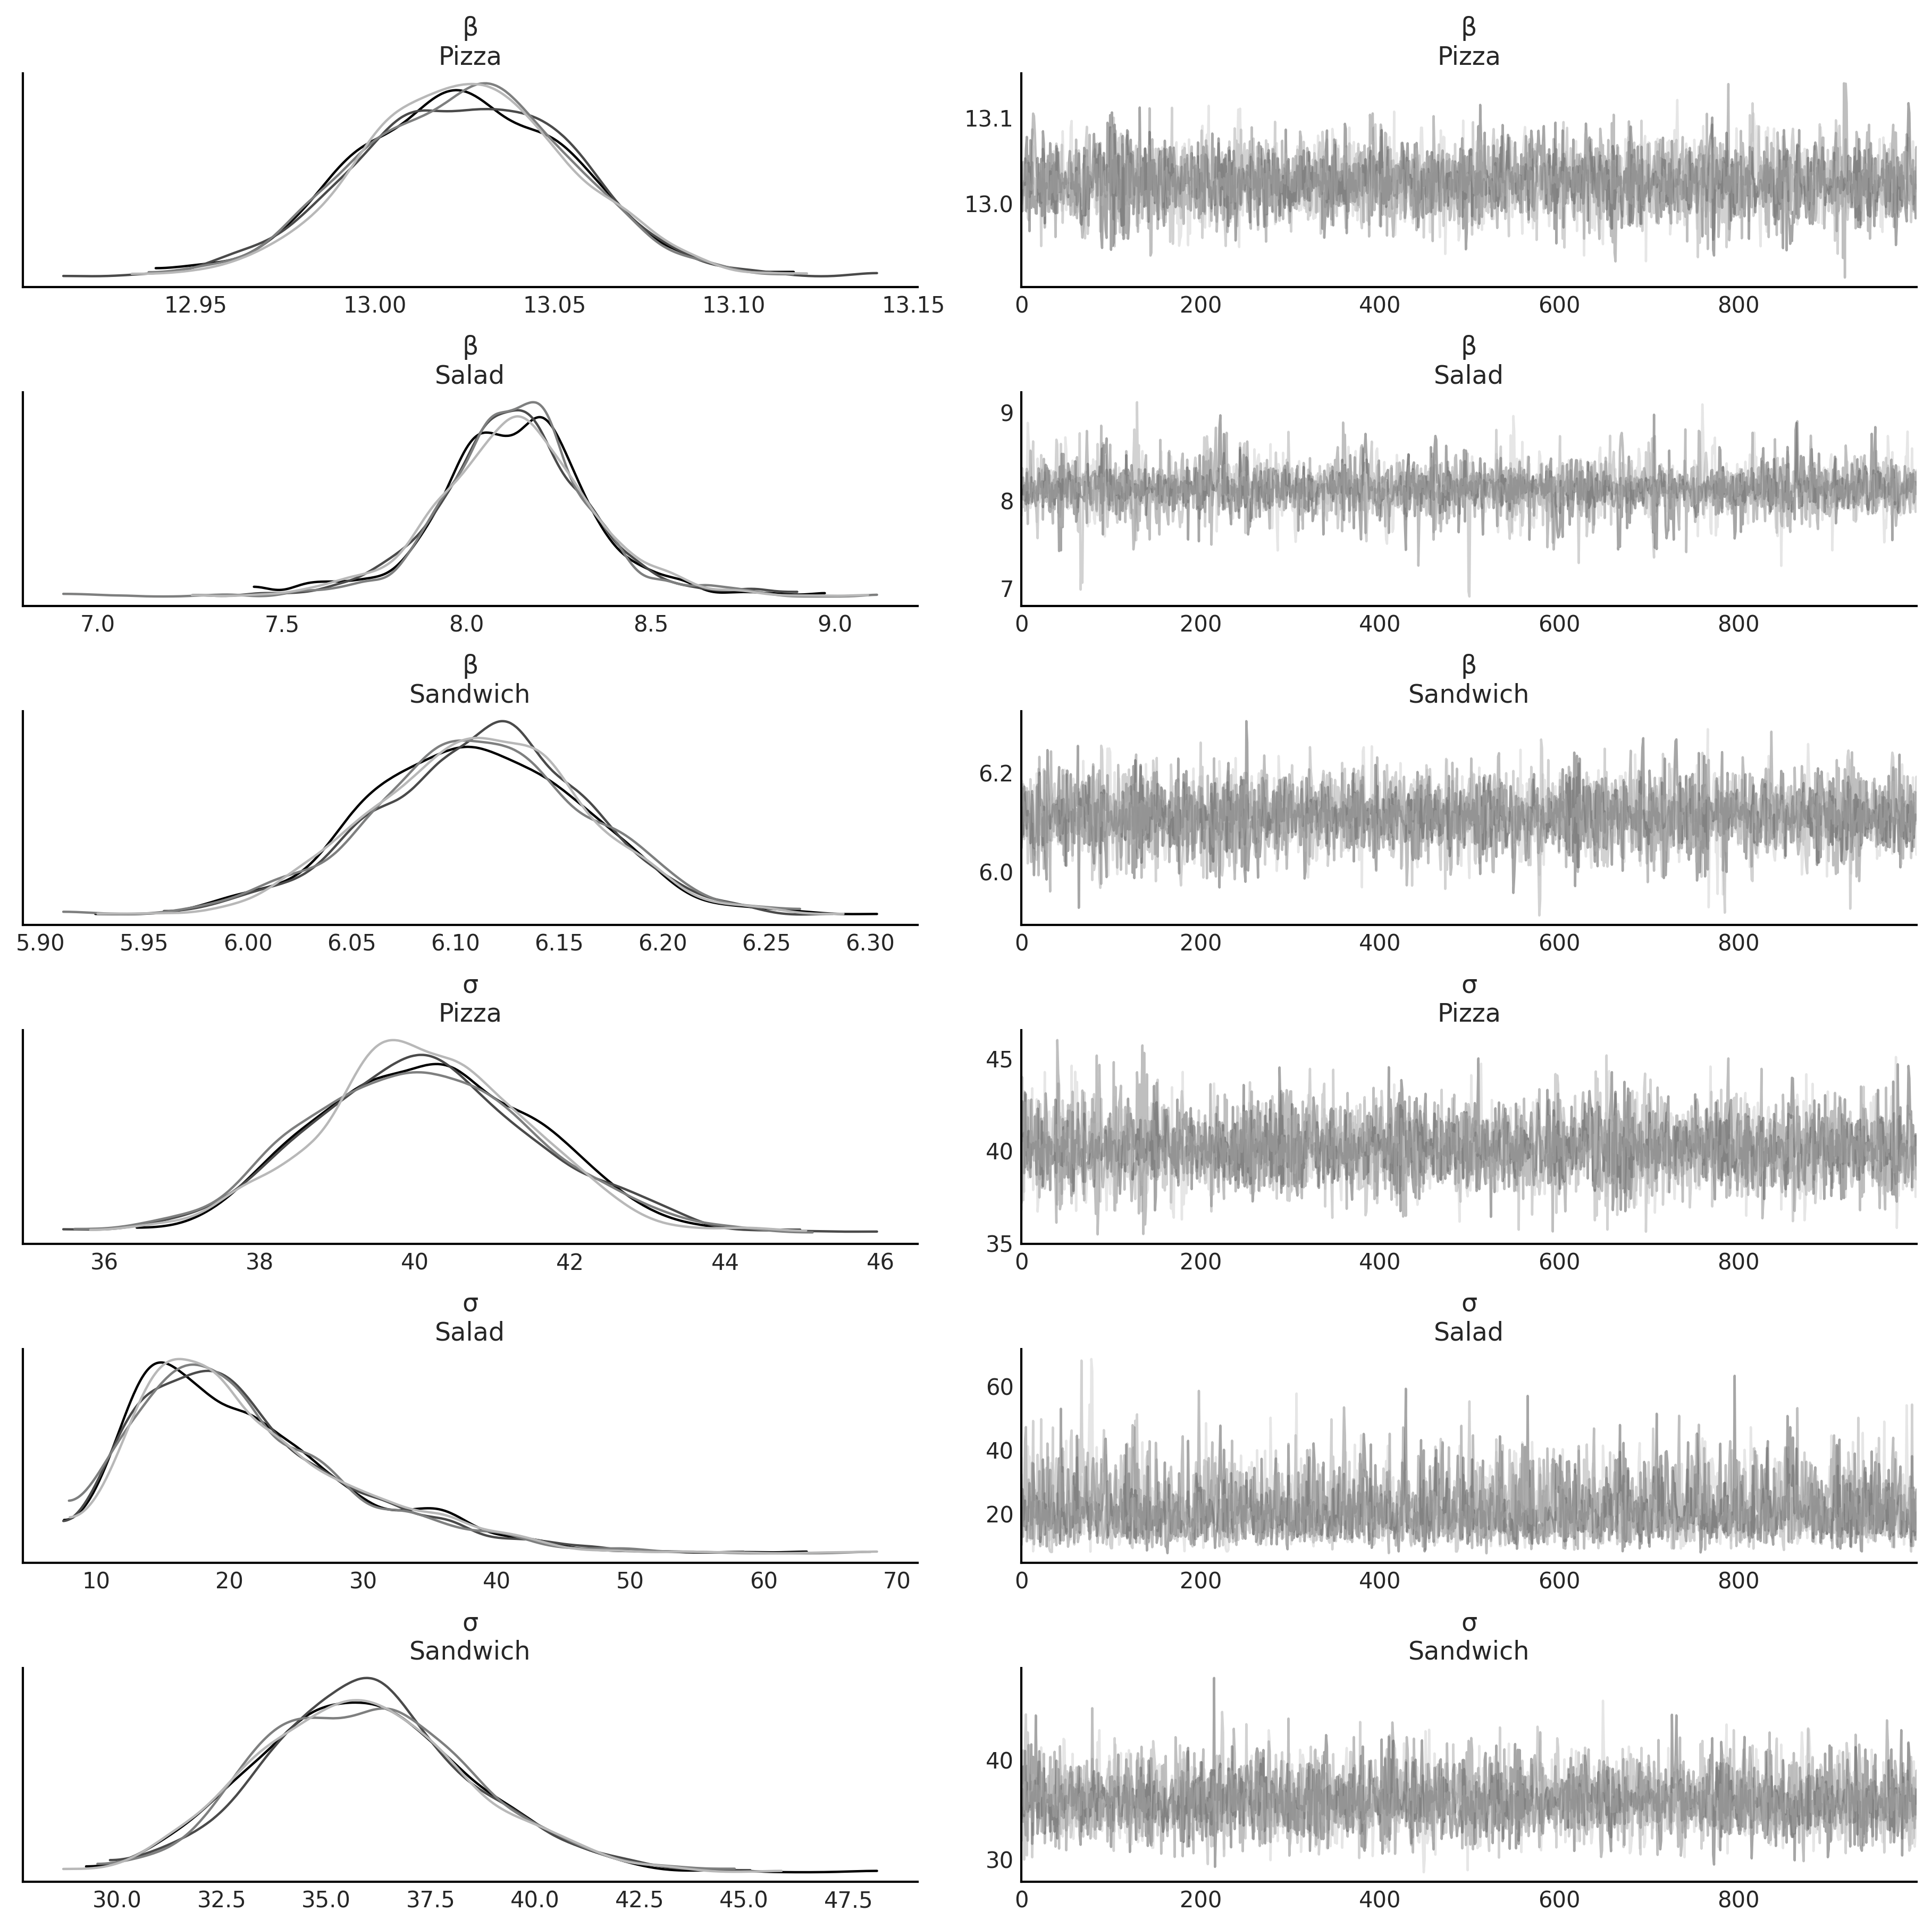 β
Pizza
12.95 13.00 13.05 13.10 13.15
β
Pizza
13.1
13.0
0 200 400 600 800
β
Salad
7.0 7.5 8.0 8.5 9.0
β
Salad
9
8
7
0 200 400 600 800
β
Sandwich
5.90 5.95 6.00 6.05 6.10 6.15 6.20 6.25 6.30
β
Sandwich
6.2
6.0
0 200 400 600 800
σ
Pizza
36 38 40 42 44 46
σ
Pizza
45
40
35
0 200 400 600 800
σ
Salad
10 20 30 40 50 60 70
σ
Salad
60
40
20
0 200 400 600 800
σ
Sandwich
30.0 32.5 35.0 37.5 40.0 42.5 45.0 47.5
σ
Sandwich
40
30
0 200 400 600 800